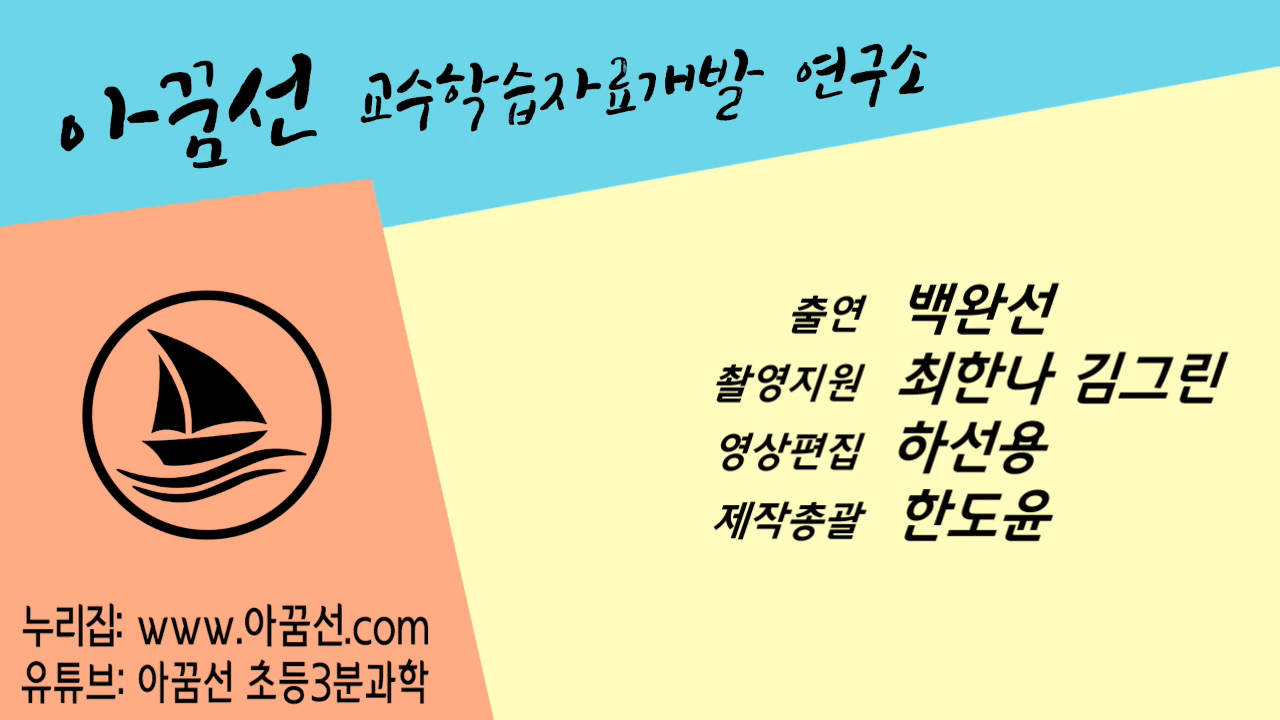 아꿈선 교수학습자료개발 연구소
출연 백완선
촬영지원 최한나 김그린
영상편집 하선용
제작총괄 한도윤
누리집: www.아꿈선.com
유튜브: 아꿈선 초등3분과학